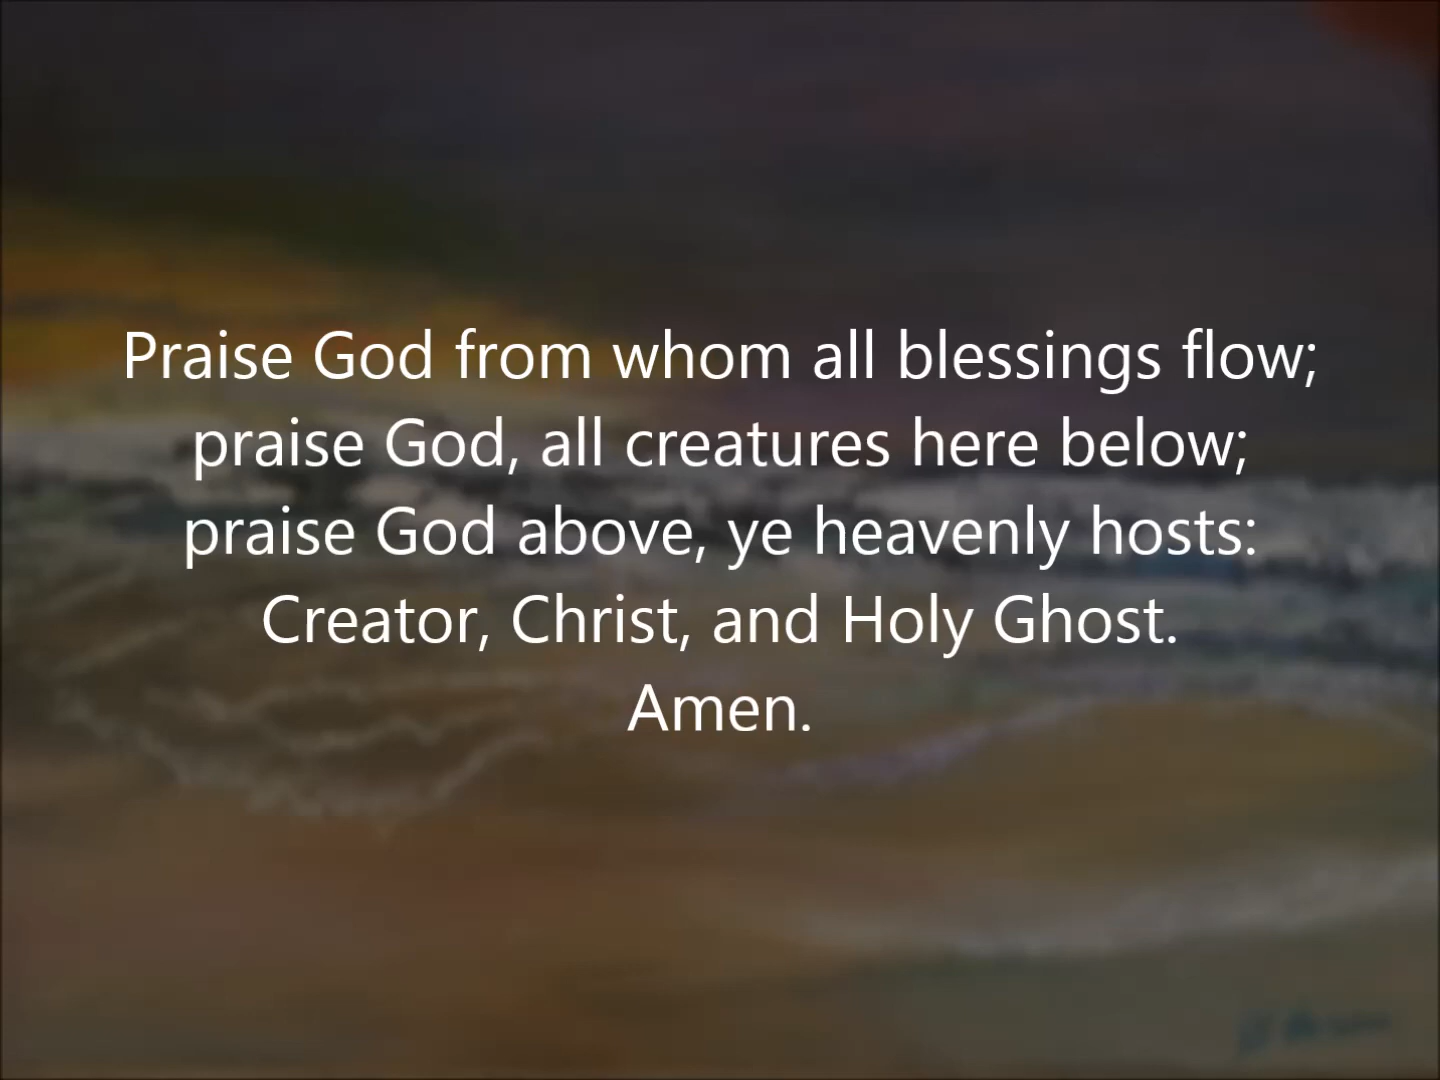 Praise God from whom all blessings flow;
praise God, all creatures here below;
praise God above, ye heavenly hosts:
Creator, Christ, and Holy Ghost.
Amen.